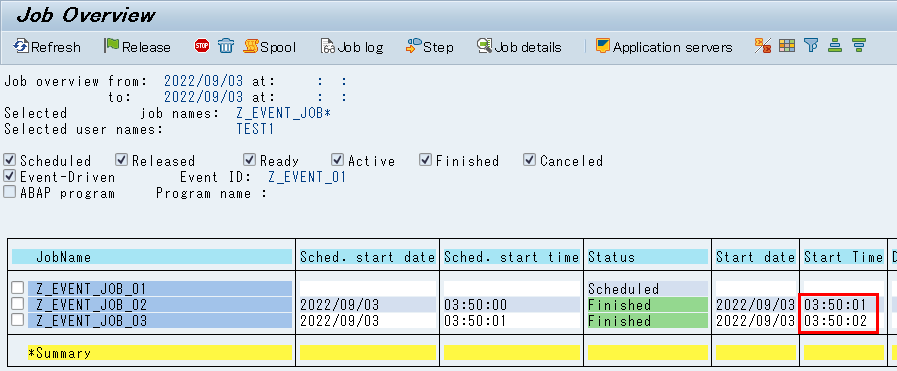 Job Overview
Refresh Release Spool Job log Step Job details Application servers
Job overview from: 2022/09/03 at: : :
to: 2022/09/03 at: : :
Selected job names: Z_EVENT_JOB*
Selected user names: TEST1
Scheduled Released Ready Active Finished Canceled
Event-Driven Event ID: Z_EVENT_01
ABAP program Program name :
JobName Sched. start date Sched. start time Status Start date Start Time
Z_EVENT_JOB_01 Scheduled
Z_EVENT_JOB_02 2022/09/03 03:50:00 Finished 2022/09/03 03:50:01
Z_EVENT_JOB_03 2022/09/03 03:50:01 Finished 2022/09/03 03:50:02
*Summary